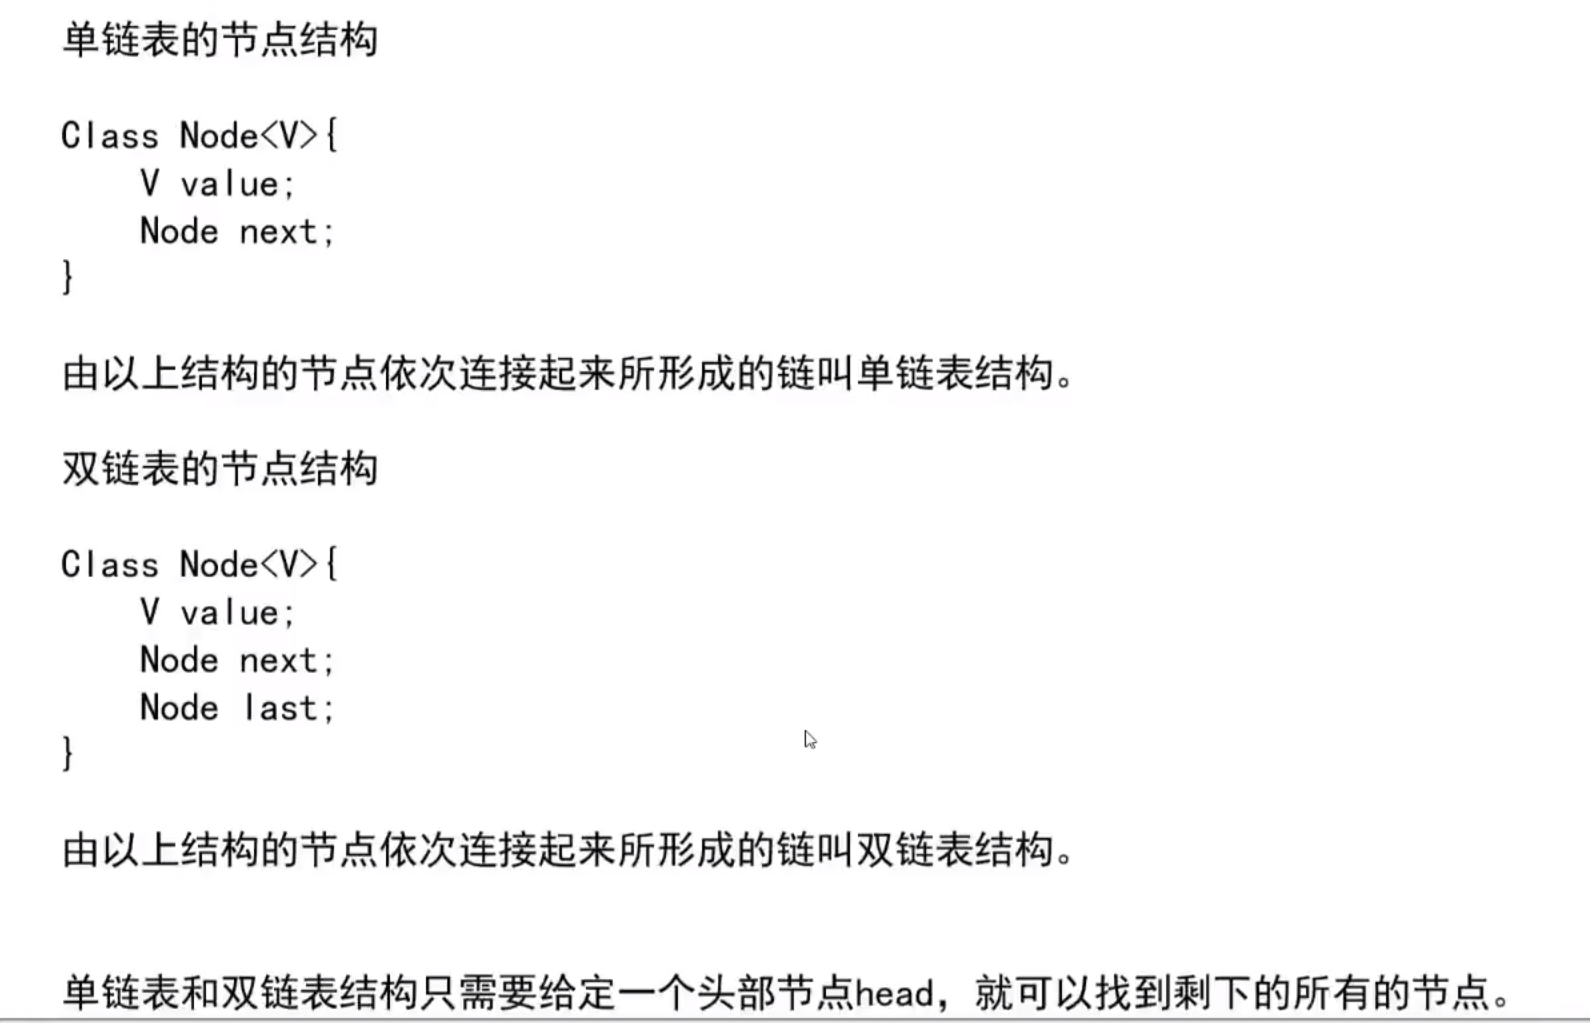 单链表的节点结构
Class Node<V>{
V value;
Node next;
}
由以上结构的节点依次连接起来所形成的链叫单链表结构。
双链表的节点结构
Class Node<V>{
V value;
Node next;
Node last;
}
由以上结构的节点依次连接起来所形成的链叫双链表结构。
单链表和双链表结构只需要给定一个头部节点head，就可以找到剩下的所有的节点。